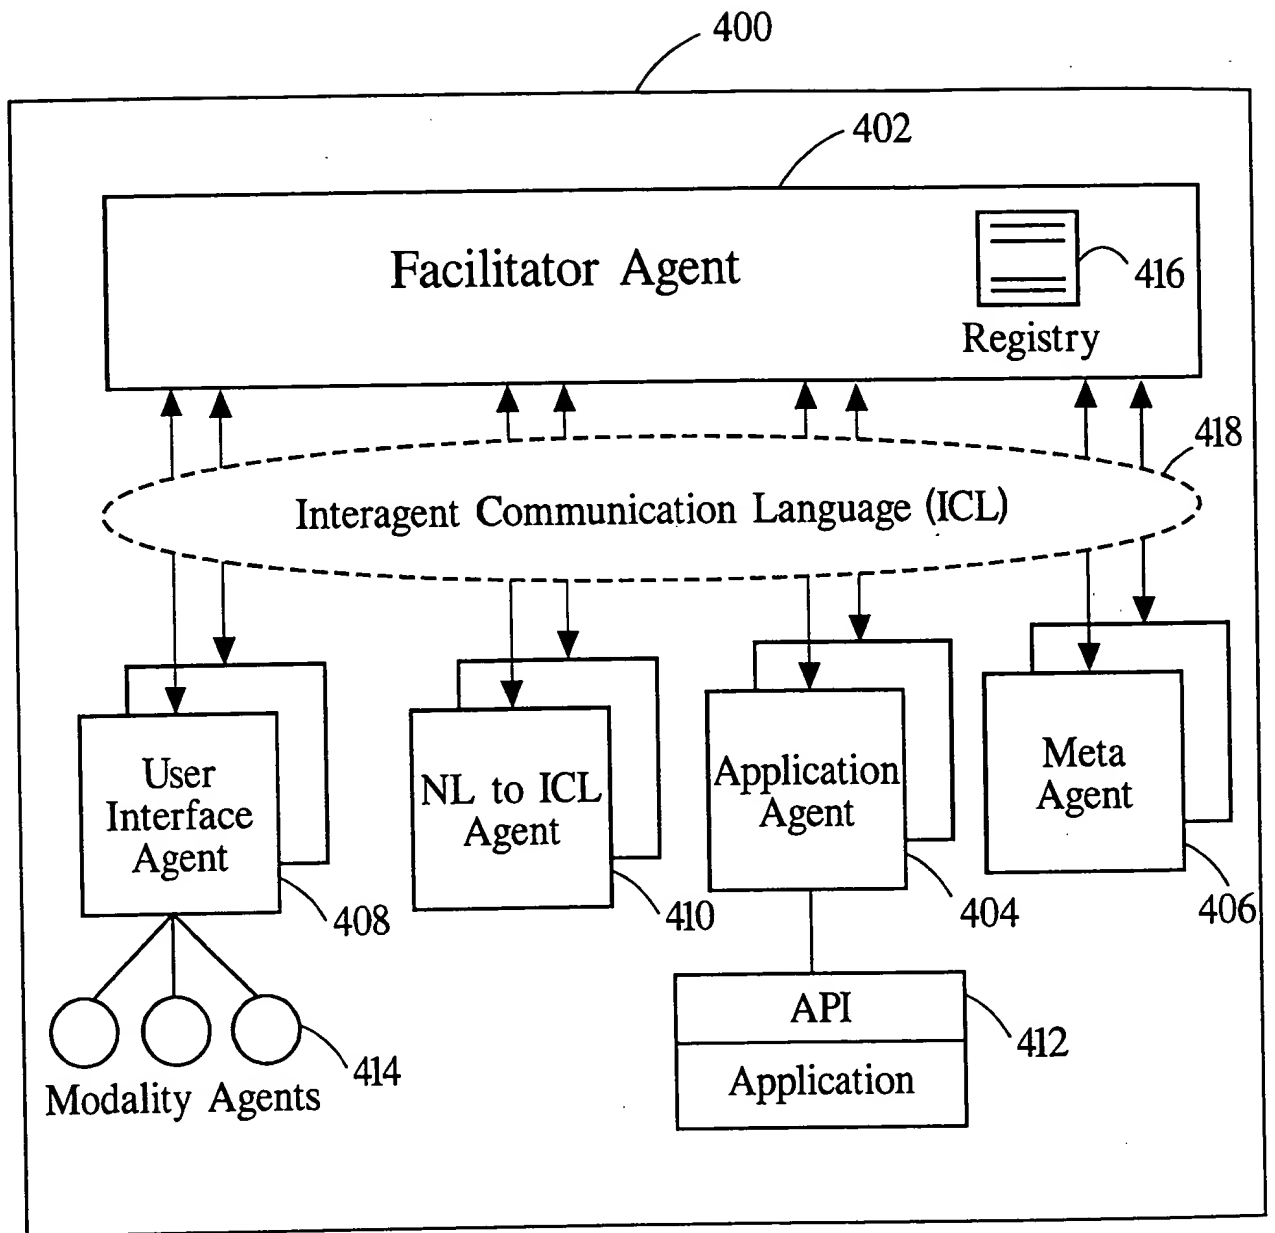 400
402
Facilitator Agent
416
Registry
418
Interagent Communication Language (ICL)
User
Interface
Agent
408
NL to ICL
Agent
410
Application
Agent
404
Meta
Agent
406
414
Modality Agents
API
412
Application